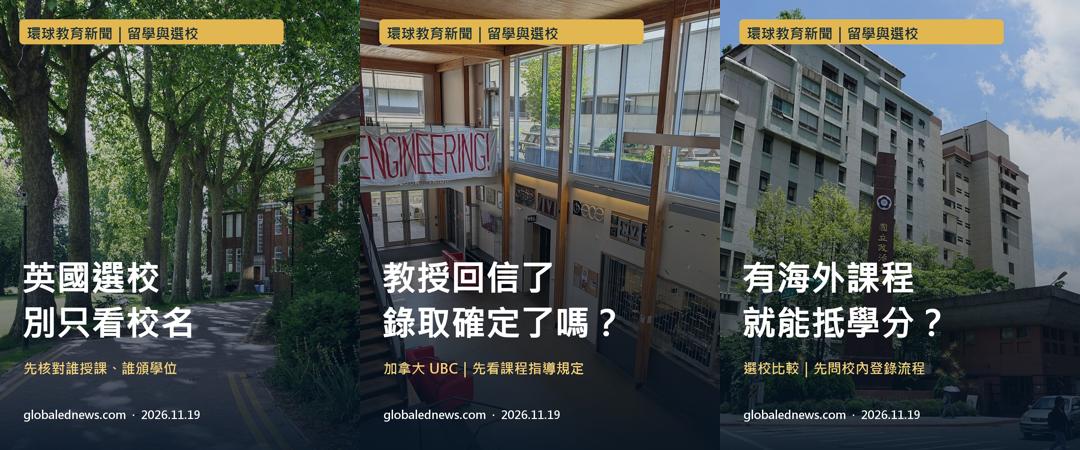 環球教育新聞｜留學與選校
英國選校
別只看校名
先核對誰授課、誰頒學位
globalednews.com · 2026.11.19
環球教育新聞｜留學與選校
ENGINEERING!
教授回信了
錄取確定了嗎？
加拿大 UBC｜先看課程指導規定
globalednews.com · 2026.11.19
環球教育新聞｜留學與選校
國立政治
有海外課程
就能抵學分？
選校比較｜先問校內登錄流程
globalednews.com · 2026.11.19